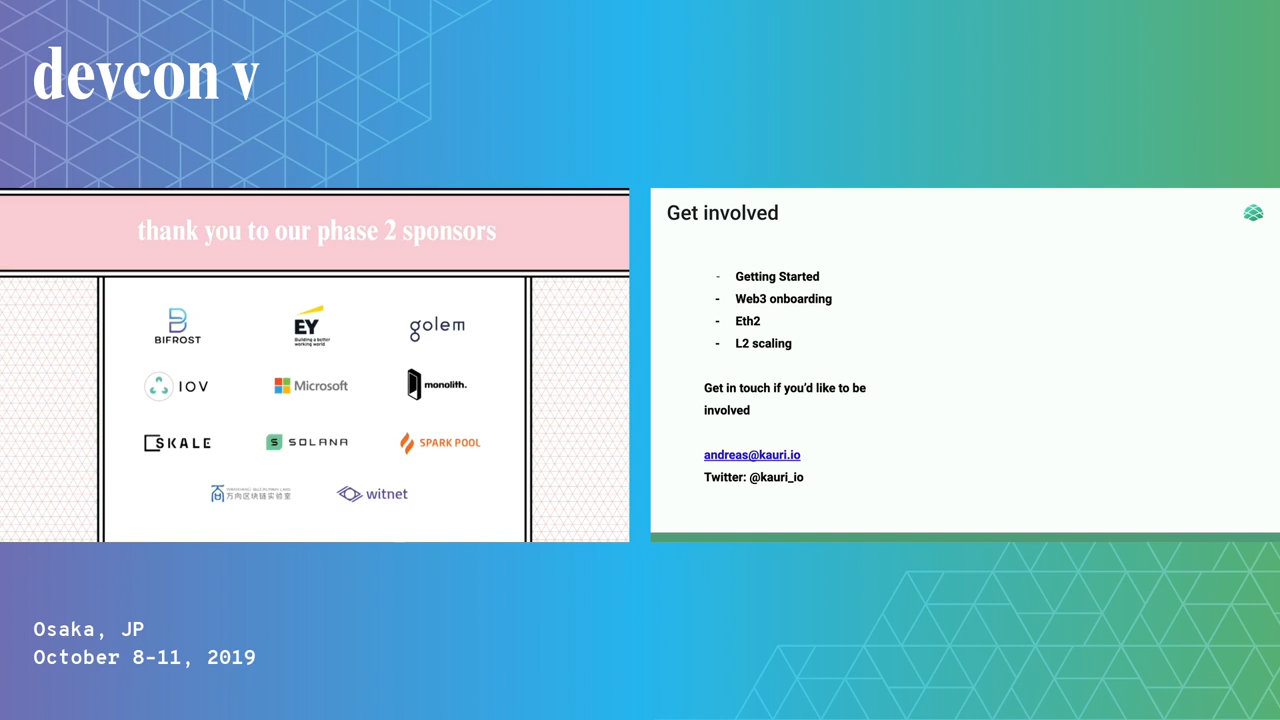 devcon v
thank you to our phase 2 sponsors
BIFROST
EY
Building a better
working world
golem
IOV
Microsoft
monolith.
SKALE
S SOLANA
SPARK POOL
万向区块链实验室
witnet
Get involved
- Getting Started
- Web3 onboarding
- Eth2
- L2 scaling
Get in touch if you'd like to be
involved
andreas@kauri.io
Twitter: @kauri_io
Osaka, JP
October 8-11, 2019